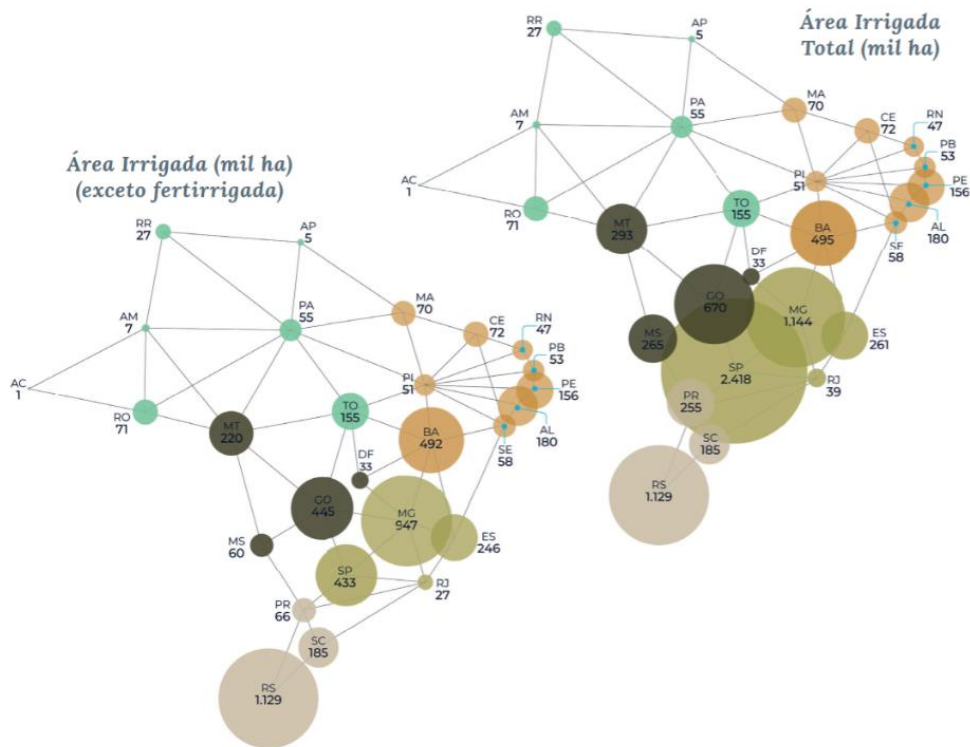 Área Irrigada
Total (mil ha)
RR
27
AP
5
MA
70
PA
55
AM
7
CE
72
RN
47
PB
53
PE
156
AL
180
SE
58
PI
51
AC
1
RO
71
MT
293
TO
155
BA
495
DF
33
GO
670
MG
1.144
MS
265
ES
261
SP
2.418
RJ
39
PR
255
SC
185
RS
1.129
Área Irrigada (mil ha)
(exceto fertirrigada)
RR
27
AP
5
MA
70
PA
55
AM
7
CE
72
RN
47
PB
53
PE
156
AL
180
SE
58
PI
51
AC
1
RO
71
MT
220
TO
155
BA
492
DF
33
GO
445
MG
947
MS
60
ES
246
SP
433
RJ
27
PR
66
SC
185
RS
1.129